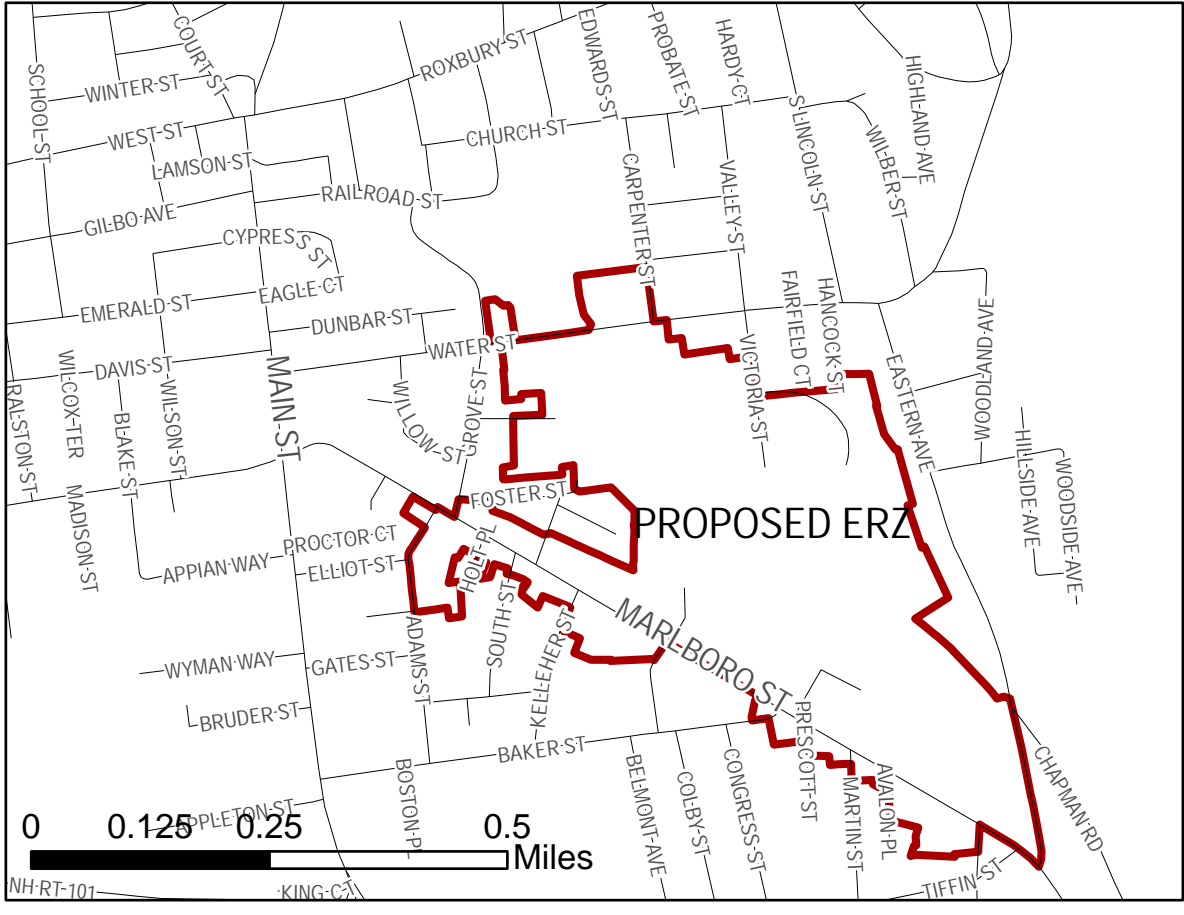 SCHOOL ST
COURT ST
WINTER ST
WEST ST
LAMSON ST
GILBO AVE
ROXBURY ST
EDWARDS ST
PROBATE ST
HARDY CT
CHURCH ST
RAILROAD ST
CARPENTER ST
VALLEY ST
S LINCOLN ST
WILBER ST
HIGHLAND AVE
CYPRESS ST
EAGLE CT
EMERALD ST
DUNBAR ST
WATER ST
DAVIS ST
RALSTON ST
WILCOX TER
MADISON ST
BLAKE ST
WILSON ST
MAIN ST
WILLOW ST
GROVE ST
VICTORIA ST
FAIRFIELD CT
HANCOCK ST
EASTERN AVE
WOODLAND AVE
HILLSIDE AVE
WOODSIDE AVE
FOSTER ST
PROPOSED ERZ
PROCTOR CT
APPIAN WAY
ELLIOT ST
HOLT PL
SOUTH ST
KELLEHER ST
MARLBORO ST
ADAMS ST
WYMAN WAY
GATES ST
BRUDER ST
BAKER ST
BOSTON PL
BELMONT AVE
COLBY ST
CONGRESS ST
PRESCOTT ST
MARTIN ST
AVALON PL
CHAPMAN RD
TIFFIN ST
APPLETON ST
0 0.125 0.25 0.5
Miles
NH RT 101
KING CT